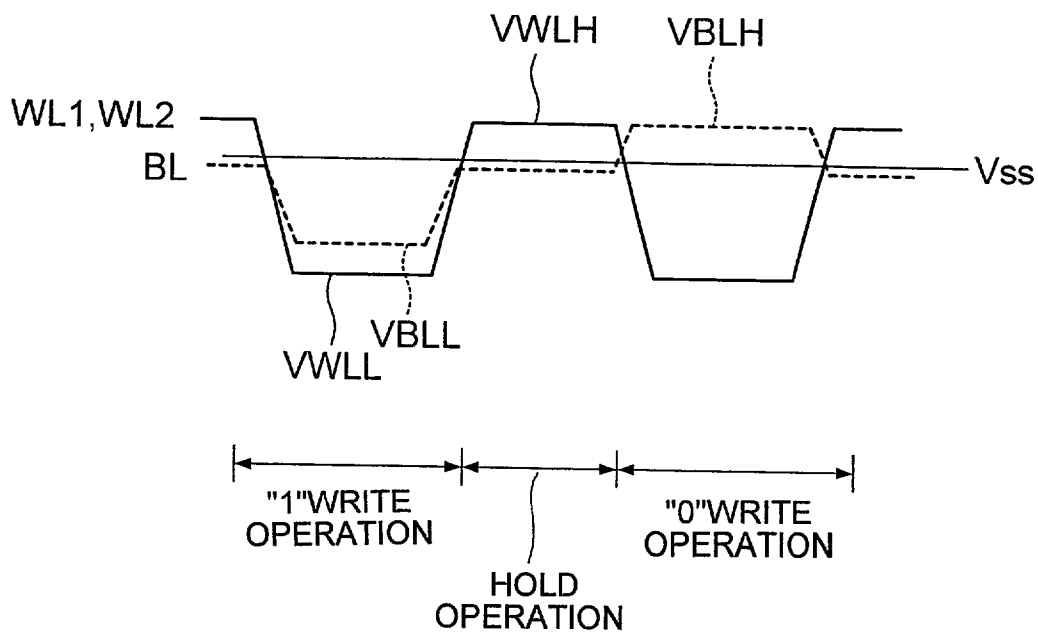 VWLH
VBLH
WL1,WL2
BL
Vss
VBLL
VWLL
"1"WRITE
OPERATION
"0"WRITE
OPERATION
HOLD
OPERATION